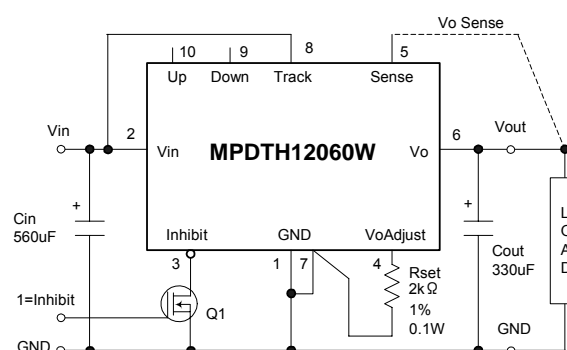 Vo Sense
10 9 8 5
Up Down Track Sense
Vin 2 6 Vout
Vin MPDTH12060W Vo
+ +
Cin
560uF
Inhibit GND VoAdjust
3 1 7 4
Cout
330uF
LOAD
Rset
2kΩ
1%
0.1W
1=Inhibit
Q1
GND GND